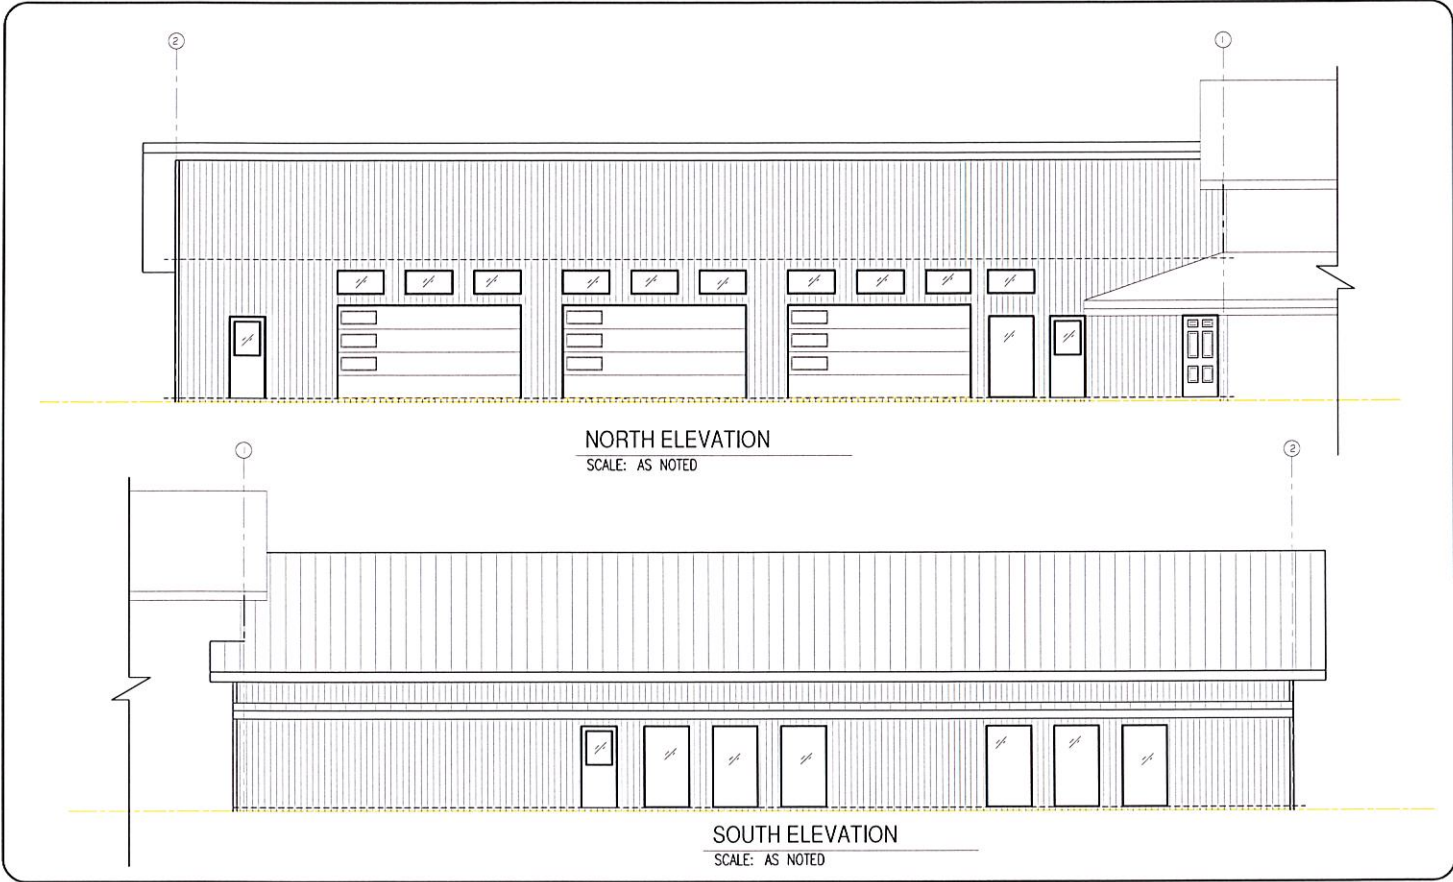 2 1
NORTH ELEVATION
SCALE: AS NOTED
1 2
SOUTH ELEVATION
SCALE: AS NOTED